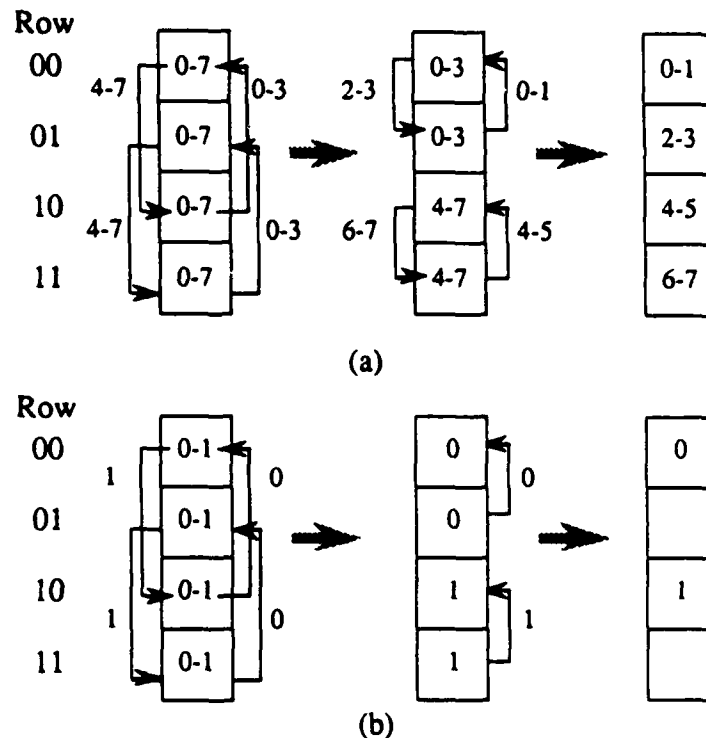 Row
00 0-7 0-3 0-1
4-7 0-3 2-3 0-1
01 0-7 0-3 2-3
10 0-7 4-7 4-5
4-7 0-3 6-7 4-5
11 0-7 4-7 6-7
(a)
Row
00 0-1 0 0
1 0 0
01 0-1 0
10 0-1 1 1
1 0 1
11 0-1 1
(b)